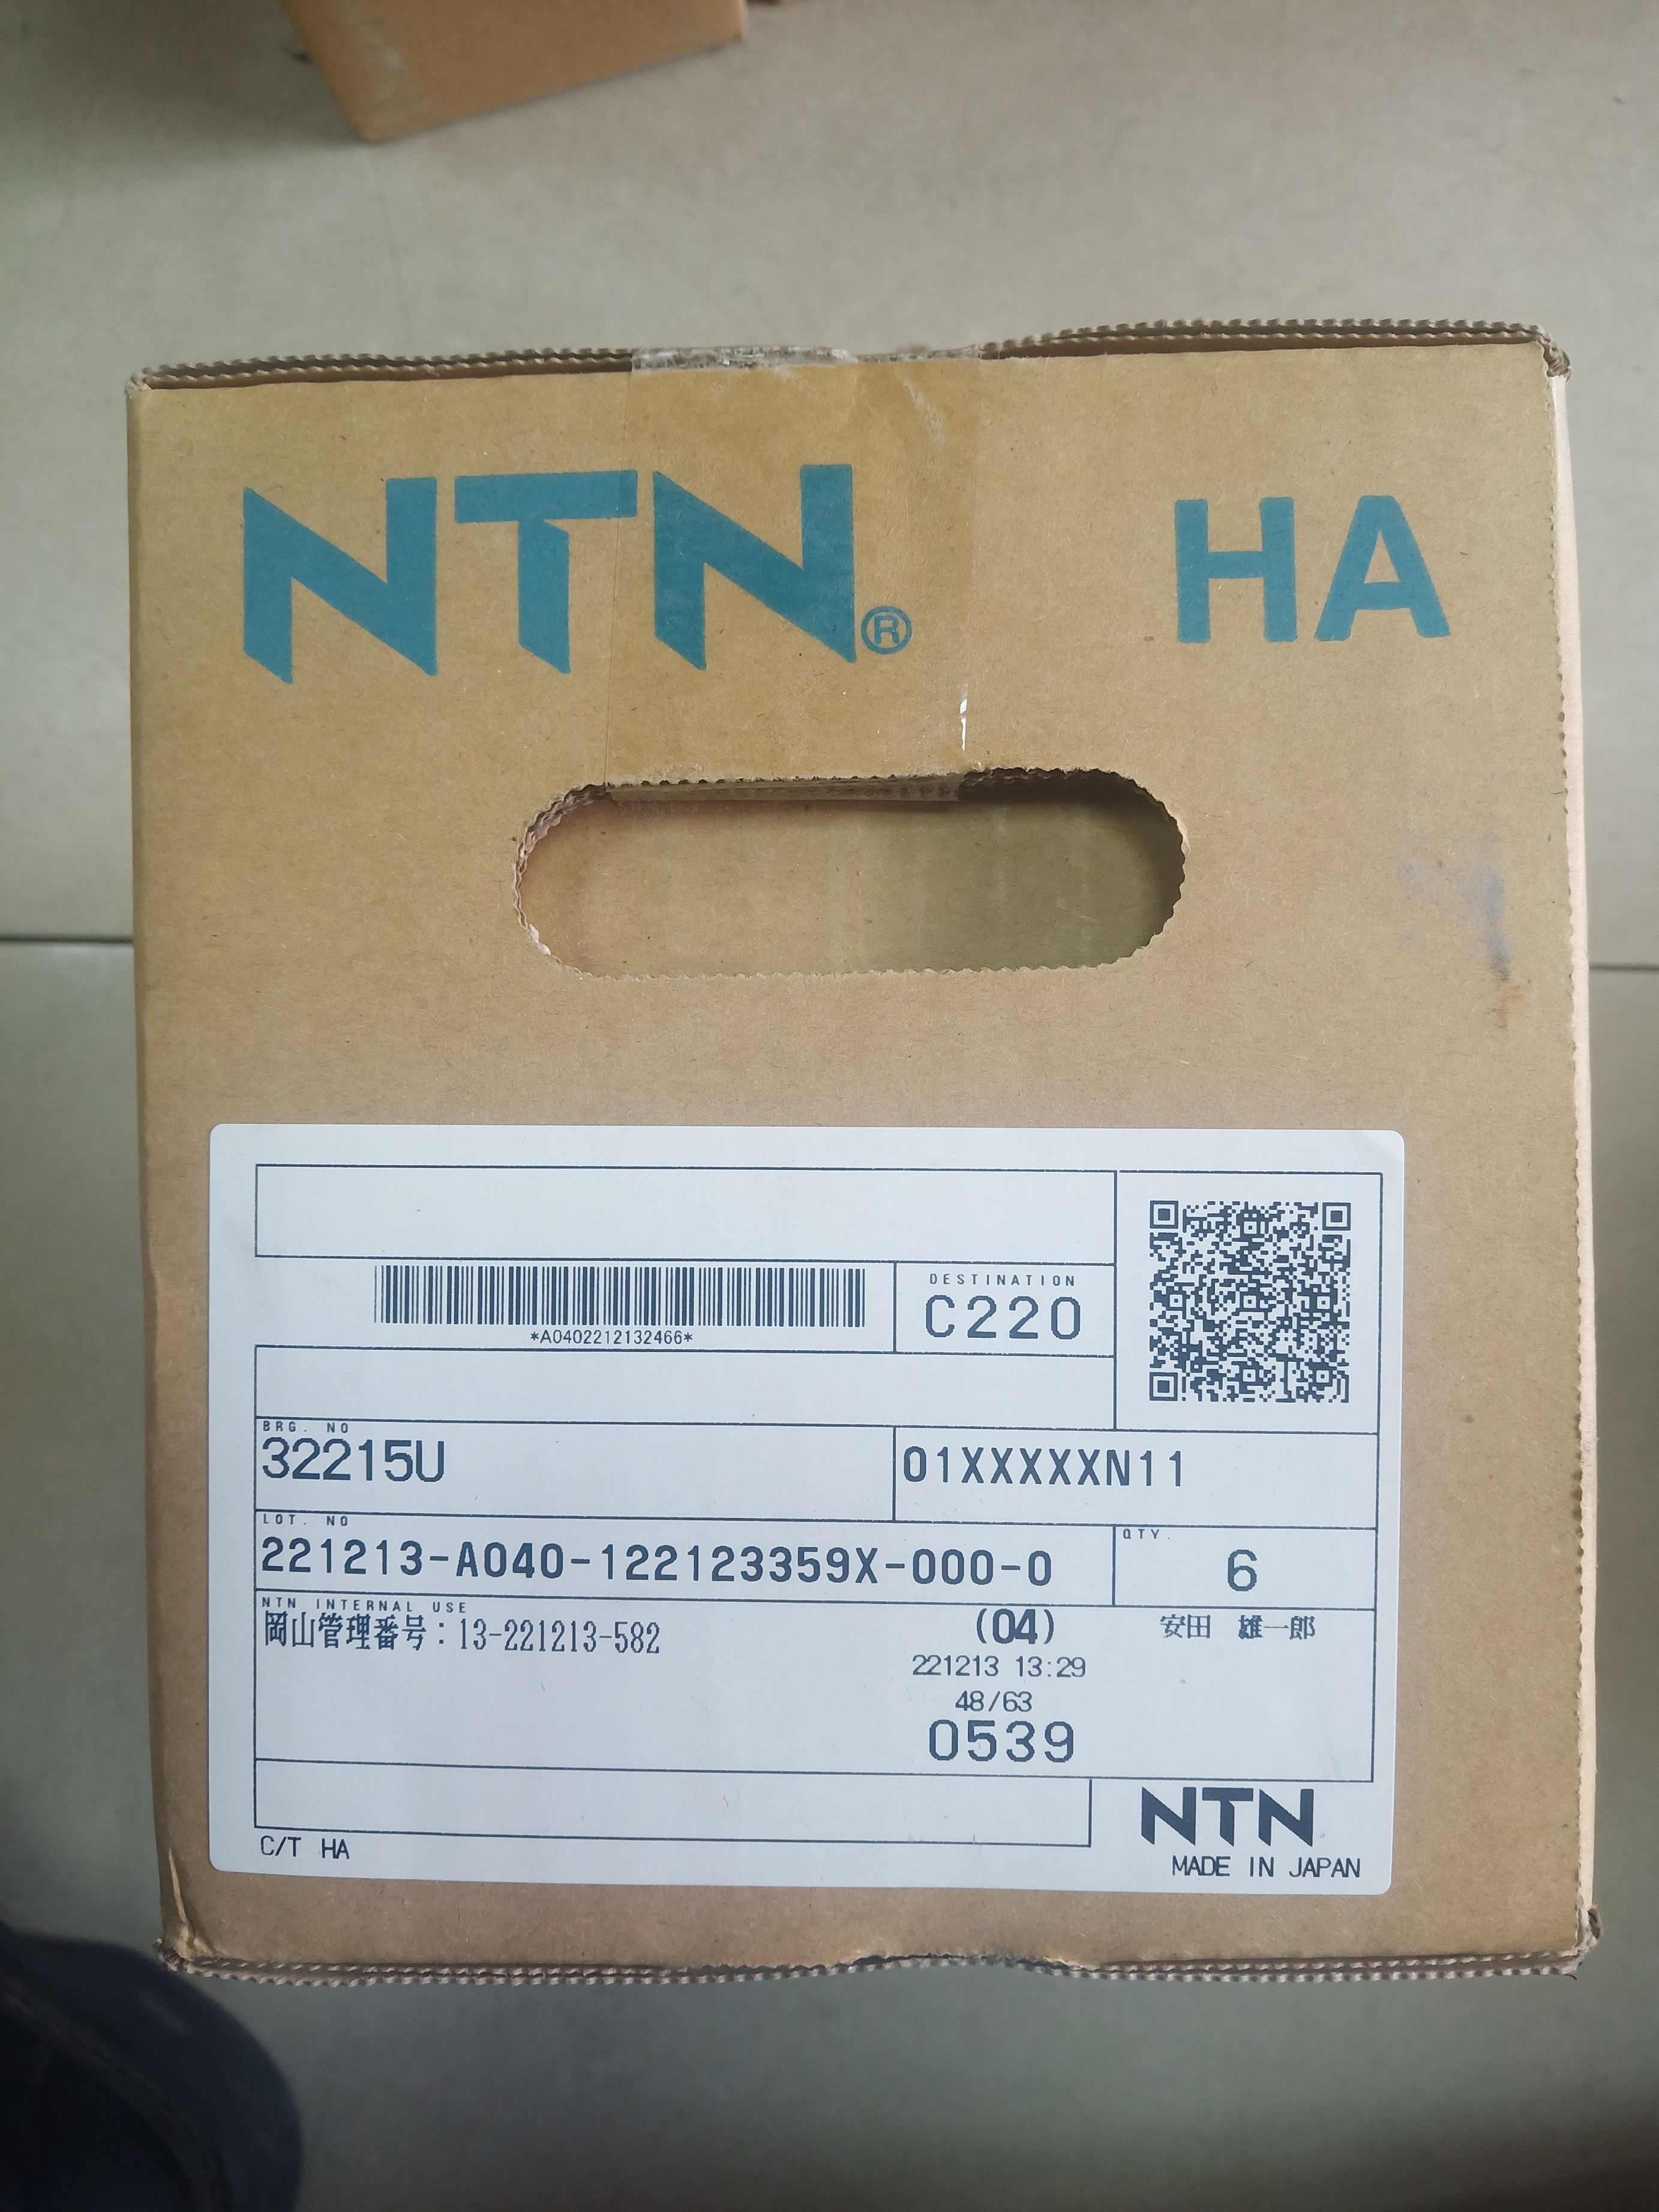 NTN® HA
DESTINATION
C220
*A0402212132466*
BRG. NO
32215U 01XXXXXN11
LOT. NO QTY.
221213-A040-122123359X-000-0 6
NTN INTERNAL USE
岡山管理番号：13-221213-582 (04) 安田 雄一郎
221213 13:29
48/63
0539
NTN
C/T HA
MADE IN JAPAN